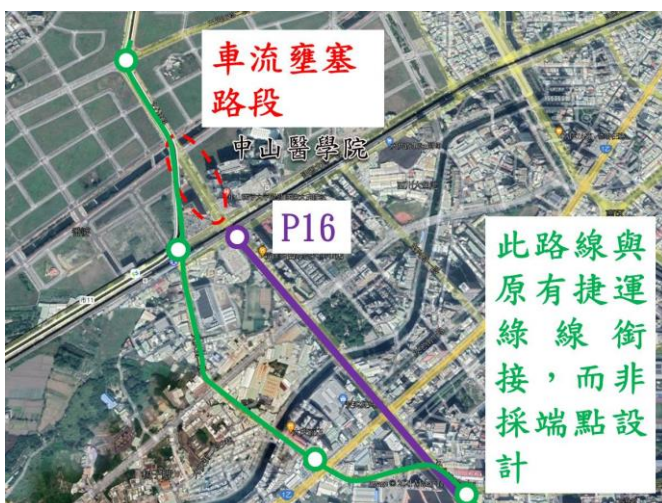 車流壅塞
路段
中山醫學院
P16
此路線與
原有捷運
綠線銜
接，而非
採端點設
計